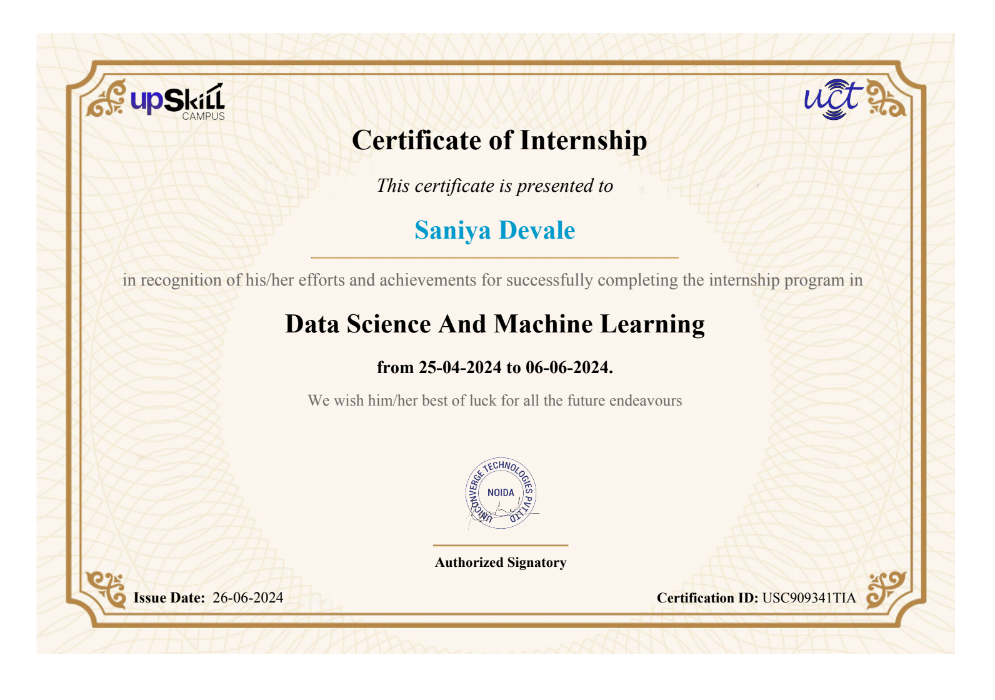 upSkill
CAMPUS
uct
Certificate of Internship
This certificate is presented to
Saniya Devale
in recognition of his/her efforts and achievements for successfully completing the internship program in
Data Science And Machine Learning
from 25-04-2024 to 06-06-2024.
We wish him/her best of luck for all the future endeavours
UNICONVERGE TECHNOLOGIES PVT.LTD
NOIDA
Authorized Signatory
Issue Date: 26-06-2024
Certification ID: USC909341TIA